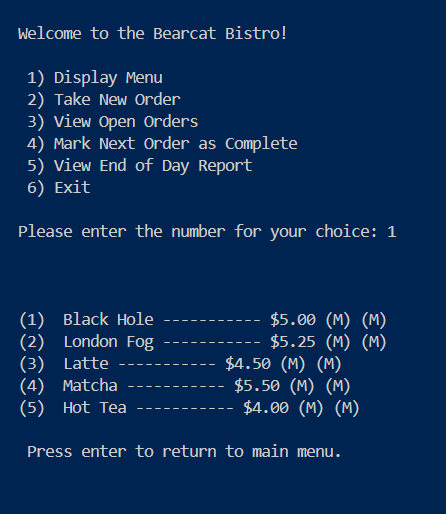 Welcome to the Bearcat Bistro!
1) Display Menu
2) Take New Order
3) View Open Orders
4) Mark Next Order as Complete
5) View End of Day Report
6) Exit
Please enter the number for your choice: 1
(1)  Black Hole ----------- $5.00 (M) (M)
(2)  London Fog ----------- $5.25 (M) (M)
(3)  Latte ----------- $4.50 (M) (M)
(4)  Matcha ----------- $5.50 (M) (M)
(5)  Hot Tea ----------- $4.00 (M) (M)
Press enter to return to main menu.